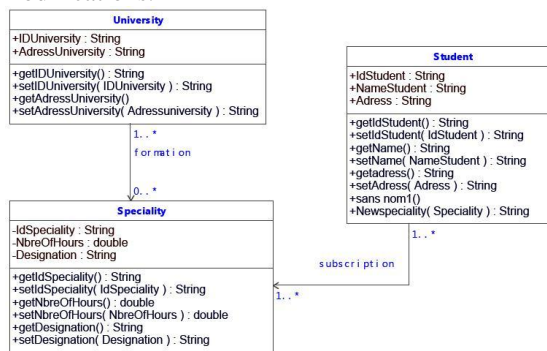 University
+IDUniversity : String
+AdressUniversity : String
+getIDUniversity() : String
+setIDUniversity( IDUniversity ) : String
+getAdressUniversity()
+setAdressUniversity( Adressuniversity ) : String
1..*
formation
0..*
Speciality
-IdSpeciality : String
-NbreOfHours : double
-Designation : String
+getIdSpeciality() : String
+setIdSpeciality( IdSpeciality ) : String
+getNbreOfHours() : double
+setNbreOfHours( NbreOfHours ) : double
+getDesignation() : String
+setDesignation( Designation ) : String
Student
+IdStudent : String
+NameStudent : String
+Adress : String
+getIdStudent() : String
+setIdStudent( IdStudent ) : String
+getName() : String
+setName( NameStudent ) : String
+getadress() : String
+setAdress( Adress ) : String
+sans nom1()
+Newspeciality( Speciality ) : String
1..*
subscription
1..*